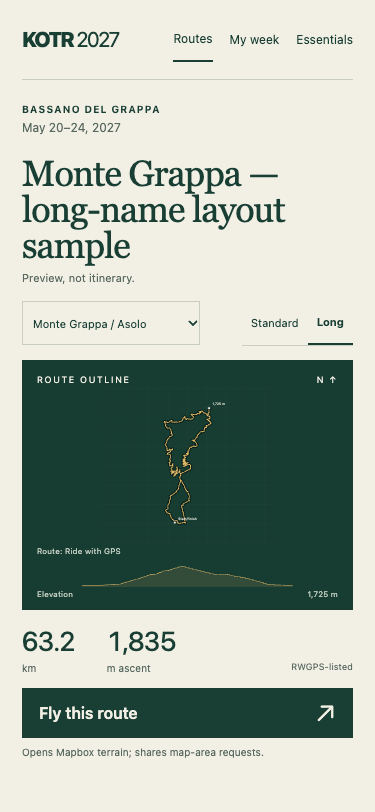 KOTR 2027
Routes My week Essentials
BASSANO DEL GRAPPA
May 20–24, 2027
Monte Grappa —
long-name layout
sample
Preview, not itinerary.
Monte Grappa / Asolo
Standard Long
ROUTE OUTLINE N ↑
1,725 m
Route: Ride with GPS
Elevation 1,725 m
63.2 1,835
km m ascent RWGPS-listed
Fly this route
Opens Mapbox terrain; shares map-area requests.